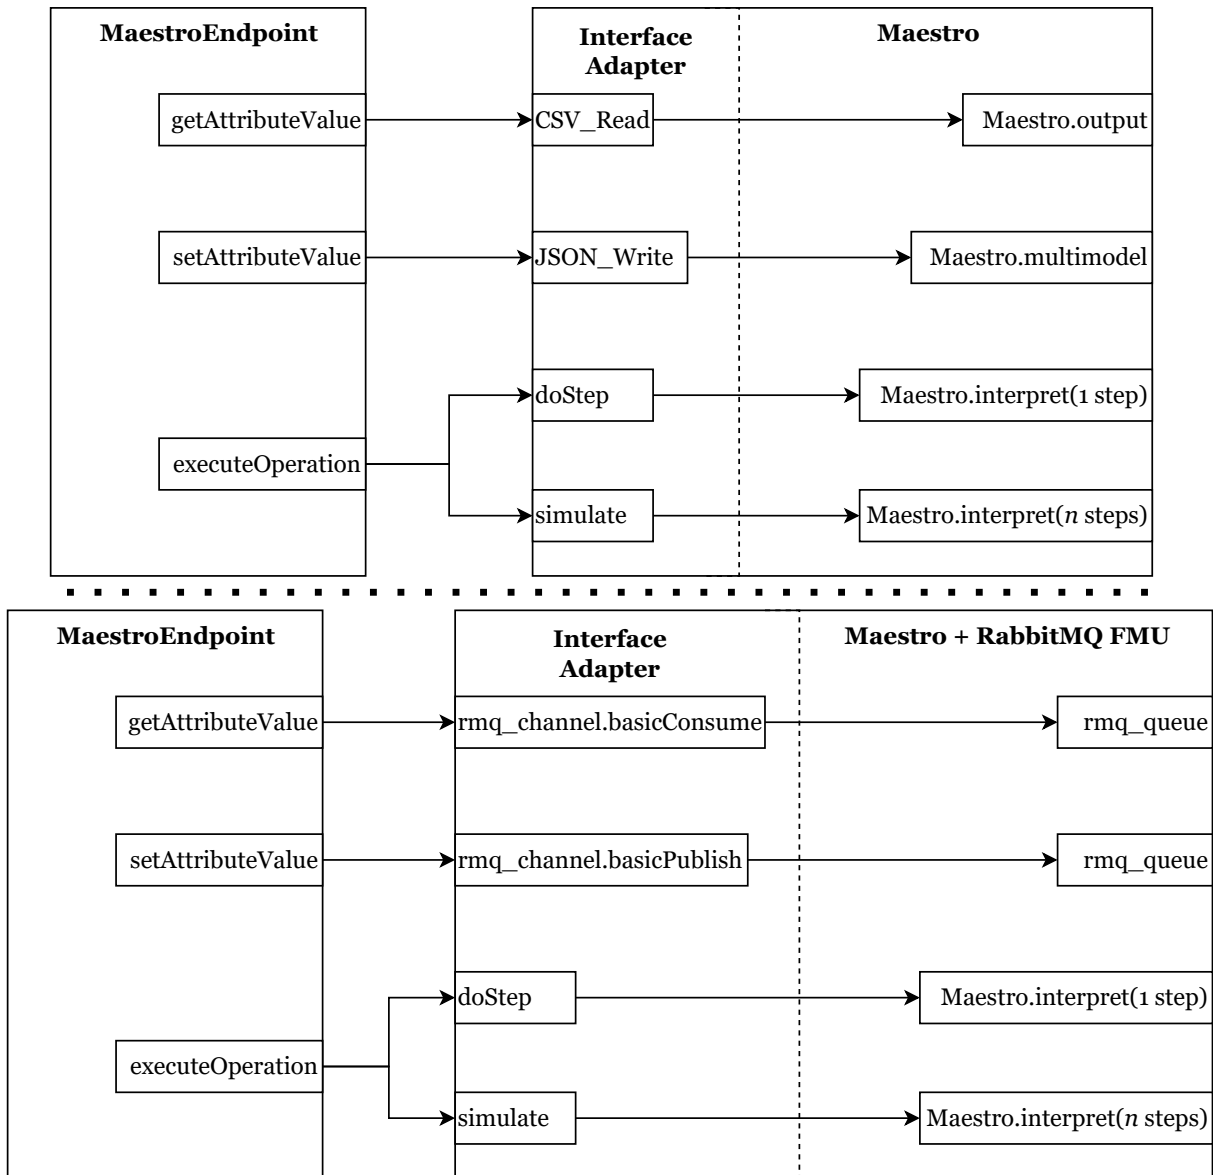 MaestroEndpoint
Interface
Adapter
Maestro
getAttributeValue
CSV_Read
Maestro.output
setAttributeValue
JSON_Write
Maestro.multimodel
doStep
Maestro.interpret(1 step)
executeOperation
simulate
Maestro.interpret(n steps)
MaestroEndpoint
Interface
Adapter
Maestro + RabbitMQ FMU
getAttributeValue
rmq_channel.basicConsume
rmq_queue
setAttributeValue
rmq_channel.basicPublish
rmq_queue
doStep
Maestro.interpret(1 step)
executeOperation
simulate
Maestro.interpret(n steps)